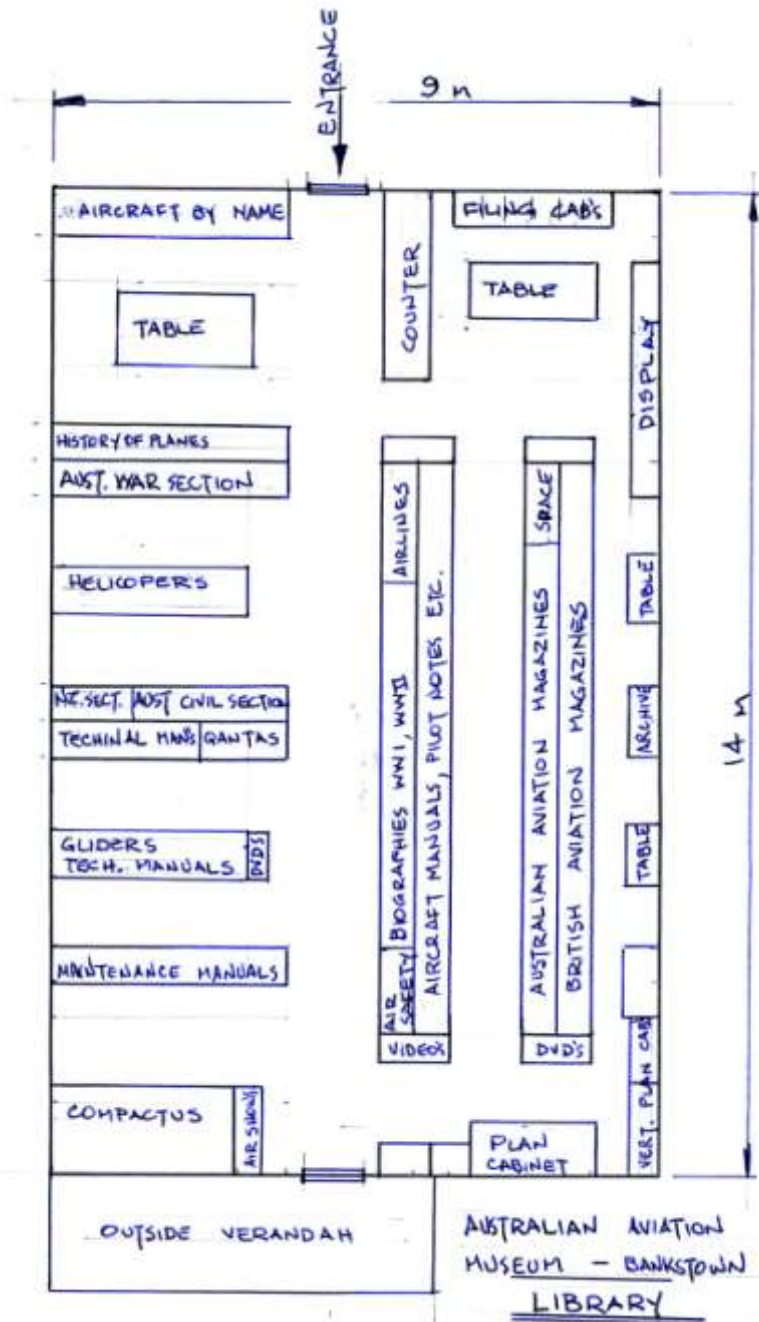 ENTRANCE
9 m
AIRCRAFT BY NAME
COUNTER
FILING CAB'S
TABLE
TABLE
DISPLAY
HISTORY OF PLANES
AUST. WAR SECTION
AIRLINES
SPACE
HELICOPERS
TABLE
NZ. SECT.
AUST CIVIL SECTION
TECHINAL MAN'S
QANTAS
BIOGRAPHIES WW1, WWII
AIRCRAFT MANUALS, PILOT NOTES ETC.
AUSTRALIAN AVIATION MAGAZINES
BRITISH AVIATION MAGAZINES
ARCHIVE
14 m
GLIDERS
TECH. MANUALS
DVD'S
TABLE
MAINTENANCE MANUALS
AIR
SAFETY
VIDEO'S
DVD'S
COMPACTUS
AIR SHOWS
PLAN
CABINET
VERT. PLAN CAB
OUTSIDE VERANDAH
AUSTRALIAN AVIATION
MUSEUM - BANKSTOWN
LIBRARY